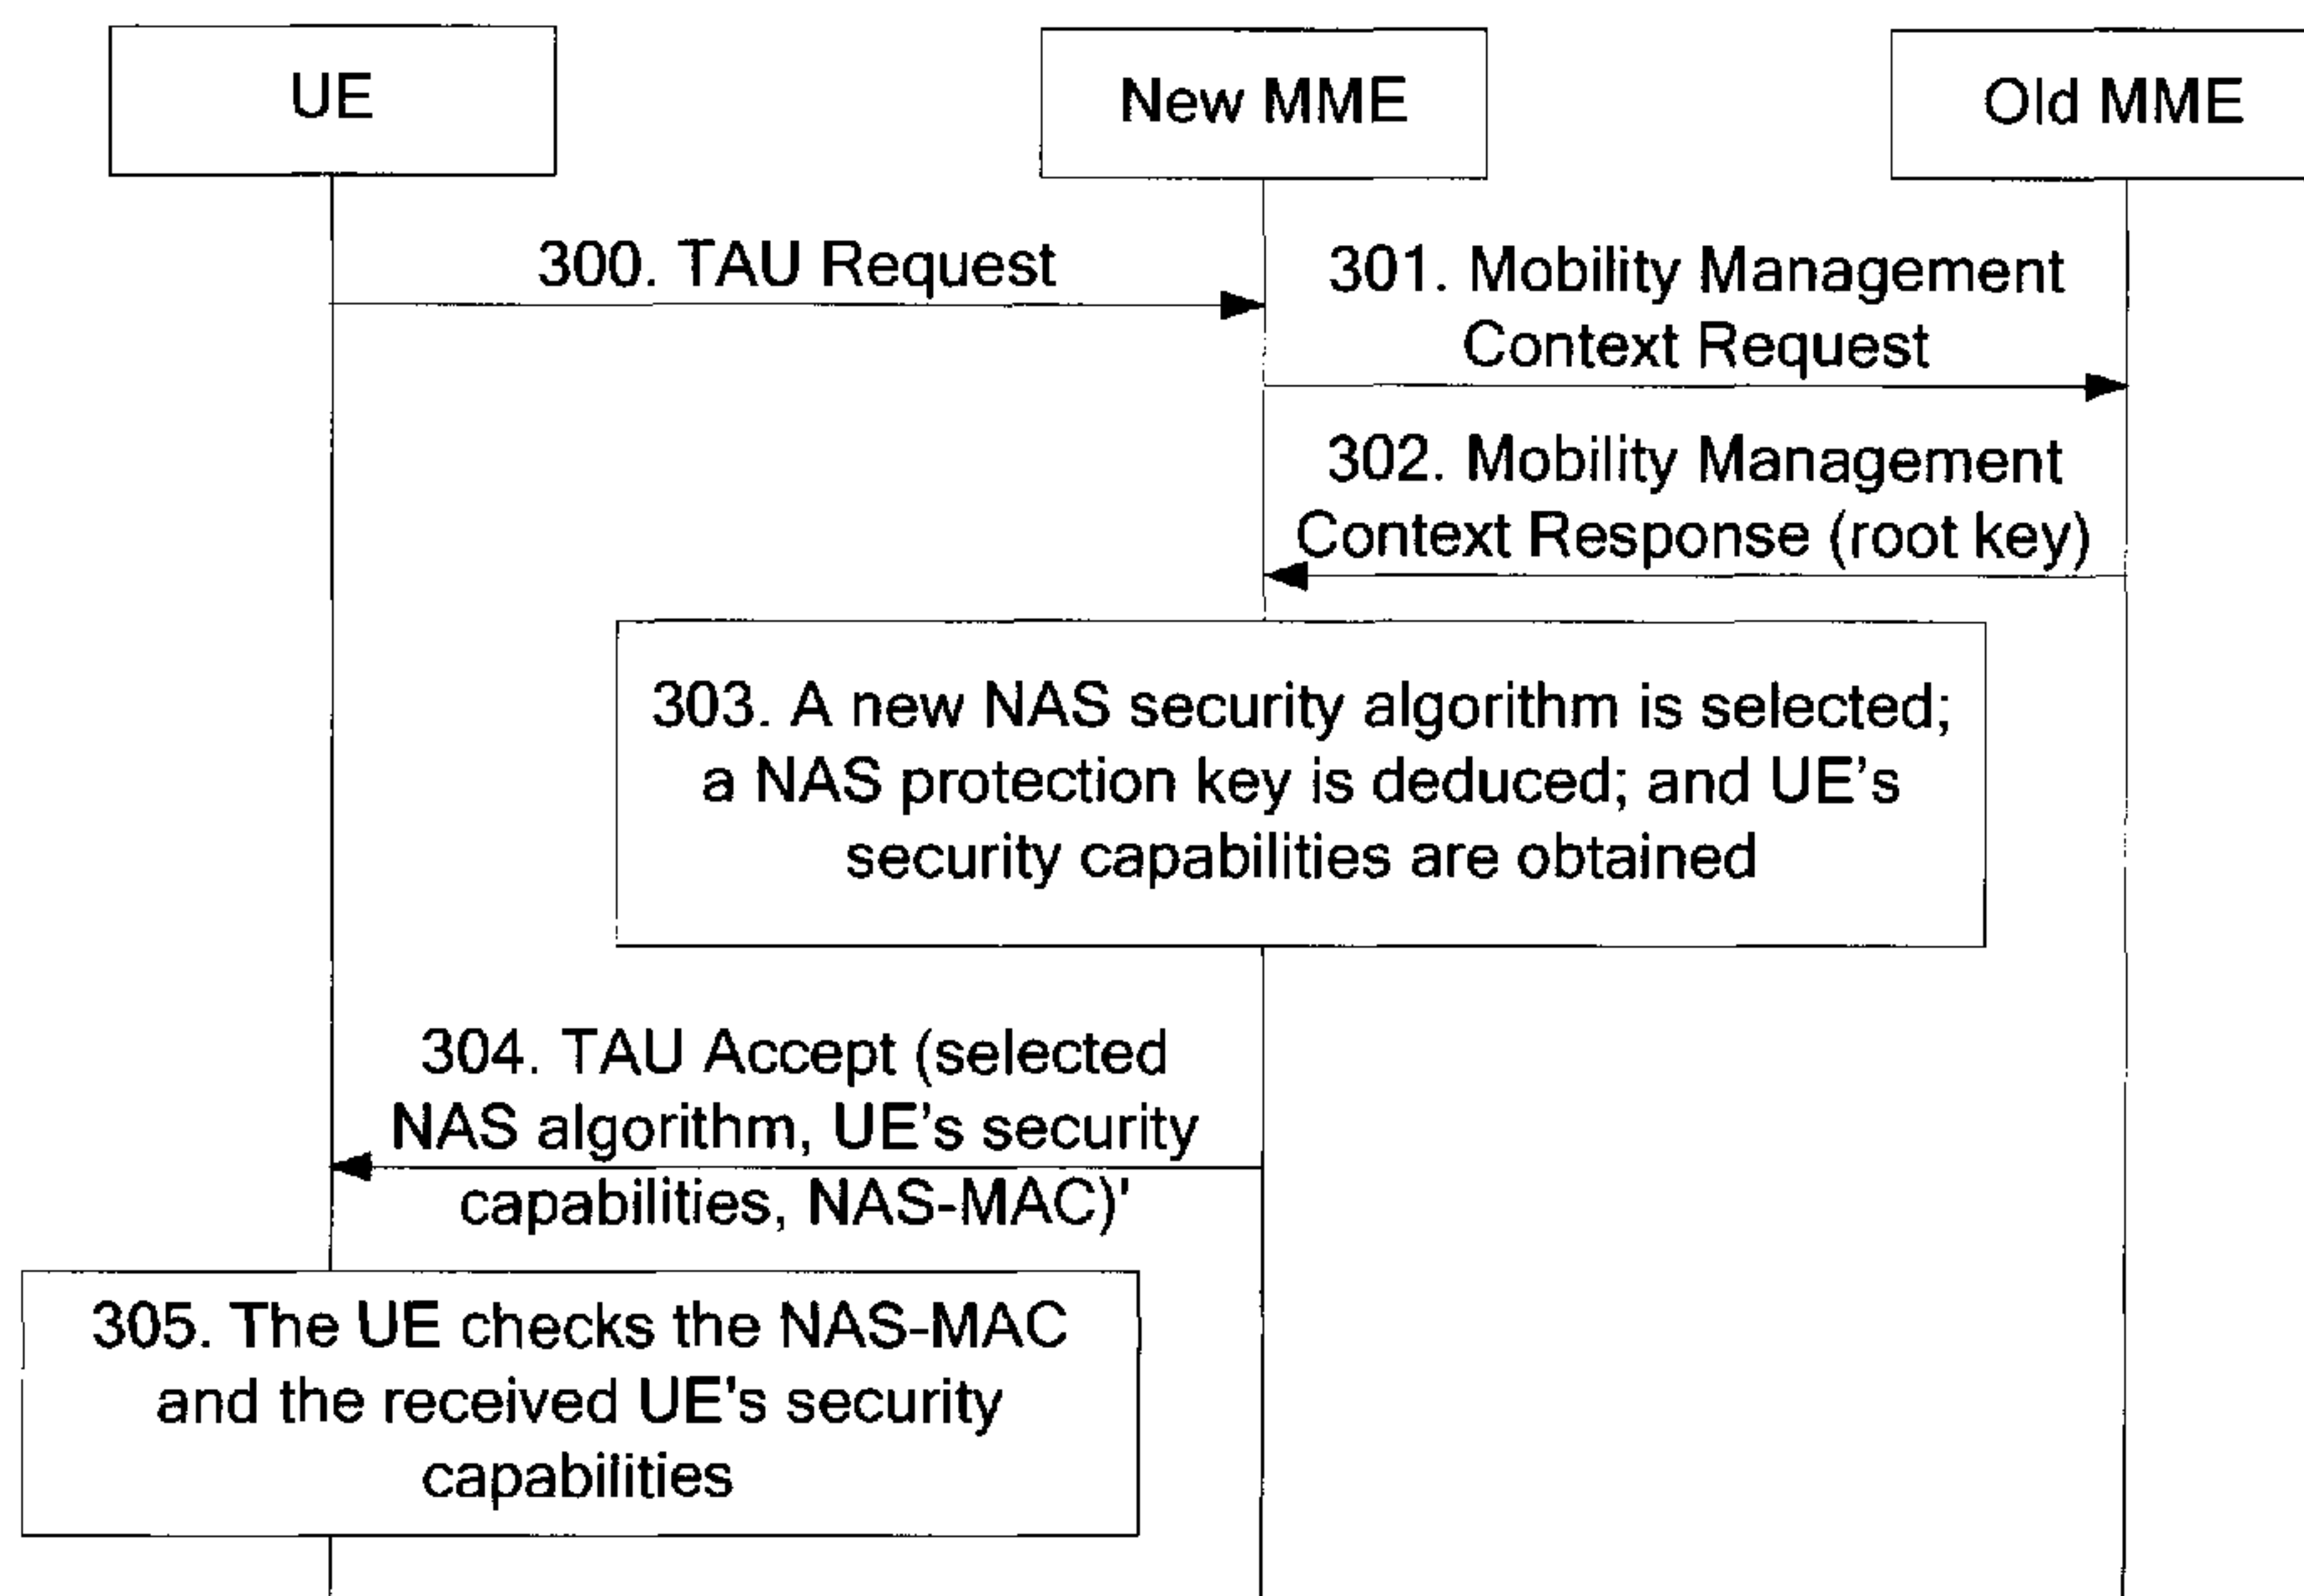 UE
New MME
Old MME
300. TAU Request
301. Mobility Management
Context Request
302. Mobility Management
Context Response (root key)
303. A new NAS security algorithm is selected;
a NAS protection key is deduced; and UE's
security capabilities are obtained
304. TAU Accept (selected
NAS algorithm, UE's security
capabilities, NAS-MAC)'
305. The UE checks the NAS-MAC
and the received UE's security
capabilities